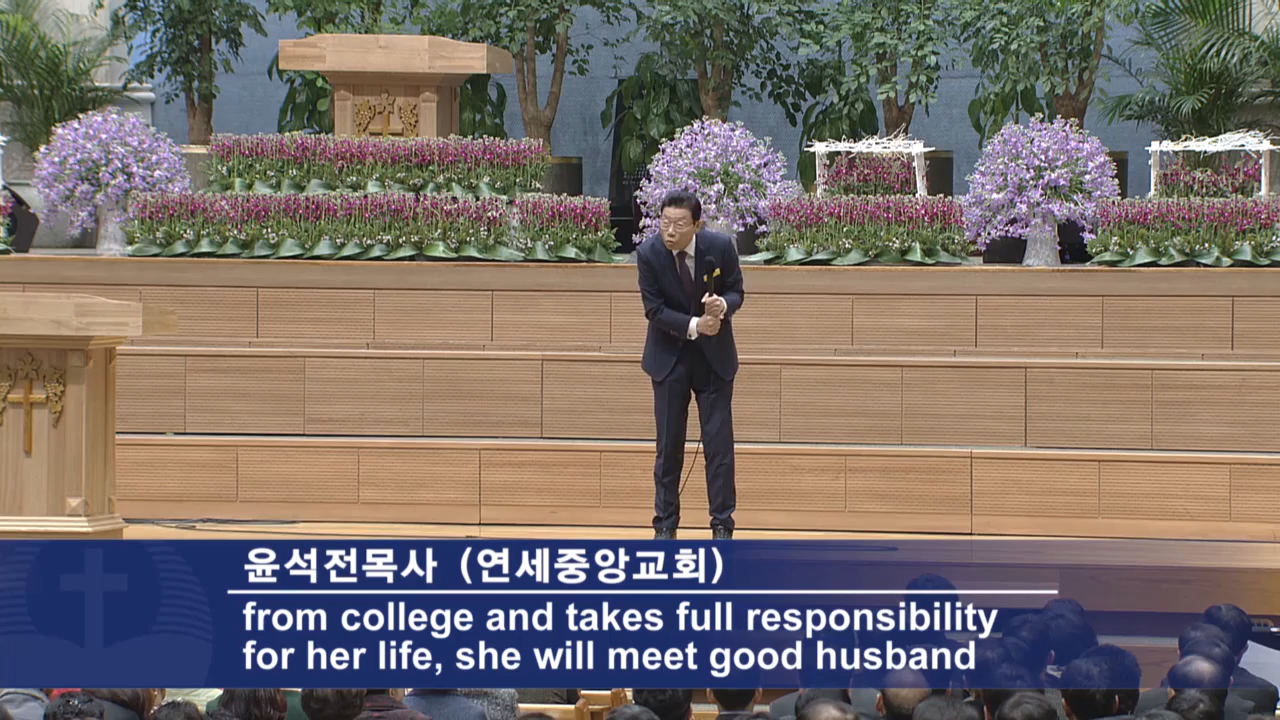 윤석전목사 (연세중앙교회)
from college and takes full responsibility
for her life, she will meet good husband